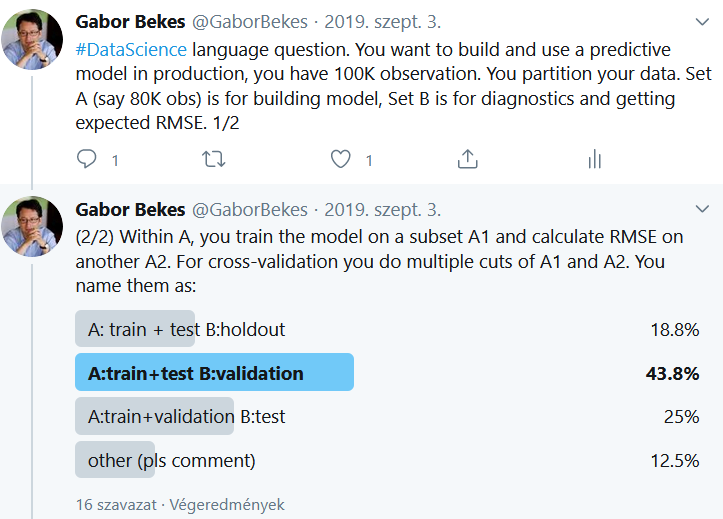 Gabor Bekes @GaborBekes · 2019. szept. 3.
#DataScience language question. You want to build and use a predictive
model in production, you have 100K observation. You partition your data. Set
A (say 80K obs) is for building model, Set B is for diagnostics and getting
expected RMSE. 1/2
1 1
Gabor Bekes @GaborBekes · 2019. szept. 3.
(2/2) Within A, you train the model on a subset A1 and calculate RMSE on
another A2. For cross-validation you do multiple cuts of A1 and A2. You
name them as:
A: train + test B:holdout 18.8%
A:train+test B:validation 43.8%
A:train+validation B:test 25%
other (pls comment) 12.5%
16 szavazat · Végeredmények